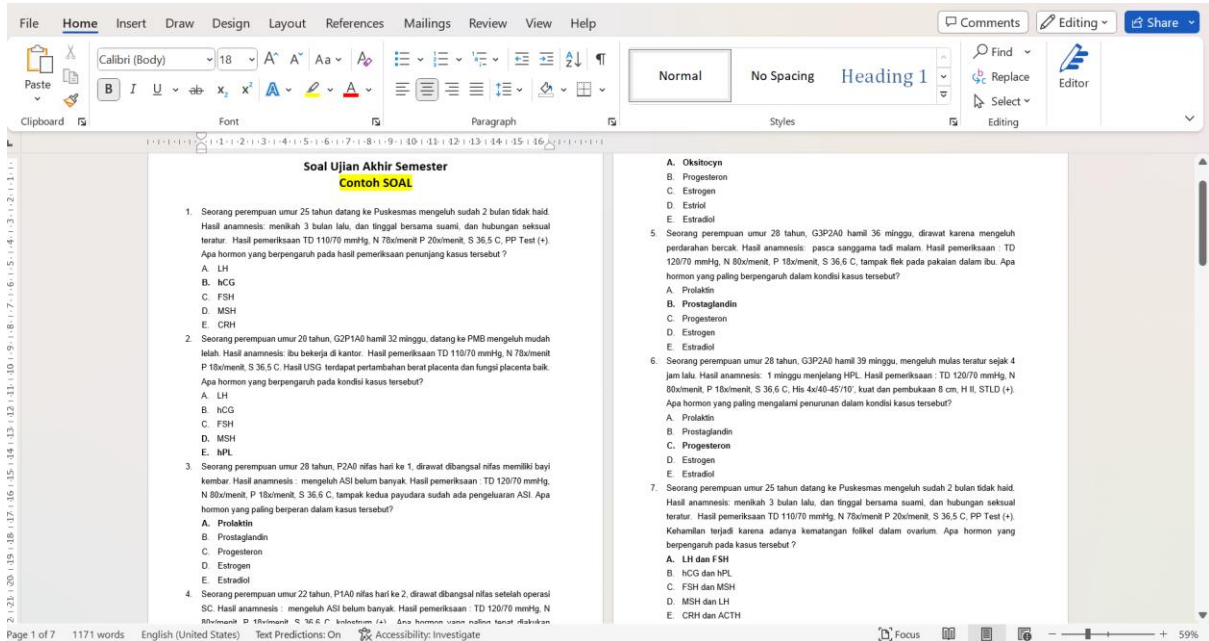 File Home Insert Draw Design Layout References Mailings Review View Help
Comments Editing Share
Paste
Calibri (Body) 18
Normal
No Spacing
Heading 1
Find
Replace
Select
Editor
Clipboard Font Paragraph Styles Editing
Soal Ujian Akhir Semester
Contoh SOAL
1. Seorang perempuan umur 25 tahun datang ke Puskesmas mengeluh sudah 2 bulan tidak haid.
Hasil anamnesis: menikah 3 bulan lalu, dan tinggal bersama suami, dan hubungan seksual
teratur. Hasil pemeriksaan TD 110/70 mmHg, N 78x/menit P 20x/menit, S 36,5 C, PP Test (+).
Apa hormon yang berpengaruh pada hasil pemeriksaan penunjang kasus tersebut ?
A. LH
B. hCG
C. FSH
D. MSH
E. CRH
2. Seorang perempuan umur 20 tahun, G2P1A0 hamil 32 minggu, datang ke PMB mengeluh mudah
lelah. Hasil anamnesis: ibu bekerja di kantor. Hasil pemeriksaan TD 110/70 mmHg, N 78x/menit
P 18x/menit, S 36,5 C. Hasil USG terdapat pertambahan berat placenta dan fungsi placenta baik.
Apa hormon yang berpengaruh pada kondisi kasus tersebut?
A. LH
B. hCG
C. FSH
D. MSH
E. hPL
3. Seorang perempuan umur 28 tahun, P2A0 nifas hari ke 1, dirawat dibangsal nifas memiliki bayi
kembar. Hasil anamnesis : mengeluh ASI belum banyak. Hasil pemeriksaan : TD 120/70 mmHg,
N 80x/menit, P 18x/menit, S 36,6 C, tampak kedua payudara sudah ada pengeluaran ASI. Apa
hormon yang paling berperan dalam kasus tersebut?
A. Prolaktin
B. Prostaglandin
C. Progesteron
D. Estrogen
E. Estradiol
4. Seorang perempuan umur 22 tahun, P1A0 nifas hari ke 2, dirawat dibangsal nifas setelah operasi
SC. Hasil anamnesis : mengeluh ASI belum banyak. Hasil pemeriksaan : TD 120/70 mmHg, N
80x/menit, P 18x/menit, S 36,6 C, kolostrum (+). Apa hormon yang paling tepat diakukan
A. Oksitocyn
B. Progesteron
C. Estrogen
D. Estriol
E. Estradiol
5. Seorang perempuan umur 28 tahun, G3P2A0 hamil 36 minggu, dirawat karena mengeluh
perdarahan bercak. Hasil anamnesis: pasca sanggama tadi malam. Hasil pemeriksaan : TD
120/70 mmHg, N 80x/menit, P 18x/menit, S 36,6 C, tampak flek pada pakaian dalam ibu. Apa
hormon yang paling berpengaruh dalam kondisi kasus tersebut?
A. Prolaktin
B. Prostaglandin
C. Progesteron
D. Estrogen
E. Estradiol
6. Seorang perempuan umur 28 tahun, G3P2A0 hamil 39 minggu, mengeluh mulas teratur sejak 4
jam lalu. Hasil anamnesis: 1 minggu menjelang HPL. Hasil pemeriksaan : TD 120/70 mmHg, N
80x/menit, P 18x/menit, S 36,6 C, His 4x/40-45'/10', kuat dan pembukaan 8 cm, H II, STLD (+).
Apa hormon yang paling mengalami penurunan dalam kondisi kasus tersebut?
A. Prolaktin
B. Prostaglandin
C. Progesteron
D. Estrogen
E. Estradiol
7. Seorang perempuan umur 25 tahun datang ke Puskesmas mengeluh sudah 2 bulan tidak haid.
Hasil anamnesis: menikah 3 bulan lalu, dan tinggal bersama suami, dan hubungan seksual
teratur. Hasil pemeriksaan TD 110/70 mmHg, N 78x/menit P 20x/menit, S 36,5 C, PP Test (+).
Kehamilan terjadi karena adanya kematangan folikel dalam ovarium. Apa hormon yang
berpengaruh pada kasus tersebut ?
A. LH dan FSH
B. hCG dan hPL
C. FSH dan MSH
D. MSH dan LH
E. CRH dan ACTH
Page 1 of 7 1171 words English (United States) Text Predictions: On Accessibility: Investigate Focus 59%